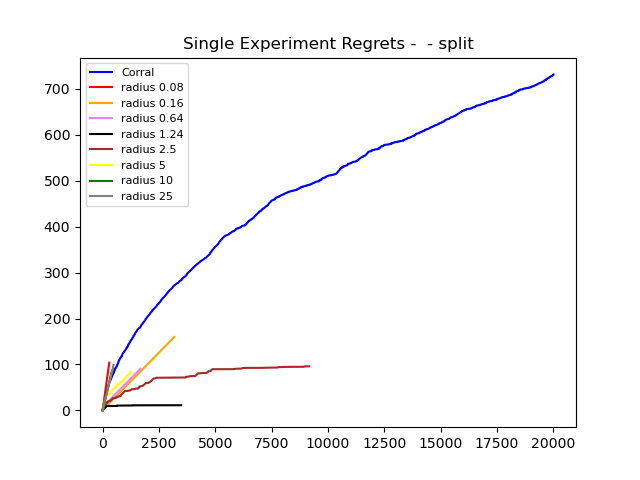 Single Experiment Regrets -  - split
Corral
radius 0.08
radius 0.16
radius 0.64
radius 1.24
radius 2.5
radius 5
radius 10
radius 25
700
600
500
400
300
200
100
0
0 2500 5000 7500 10000 12500 15000 17500 20000